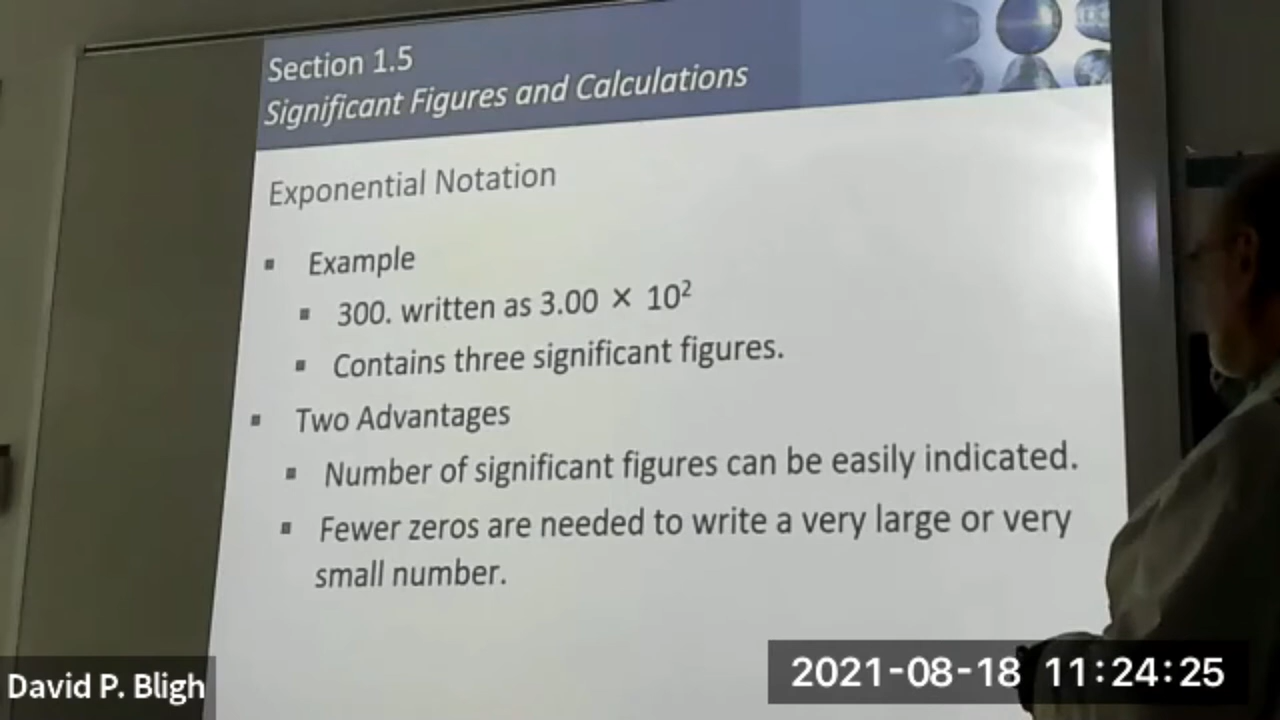 Section 1.5
Significant Figures and Calculations
Exponential Notation
▪ Example
▪ 300. written as 3.00 × 10²
▪ Contains three significant figures.
▪ Two Advantages
▪ Number of significant figures can be easily indicated.
▪ Fewer zeros are needed to write a very large or very
small number.
David P. Bligh
2021-08-18 11:24:25